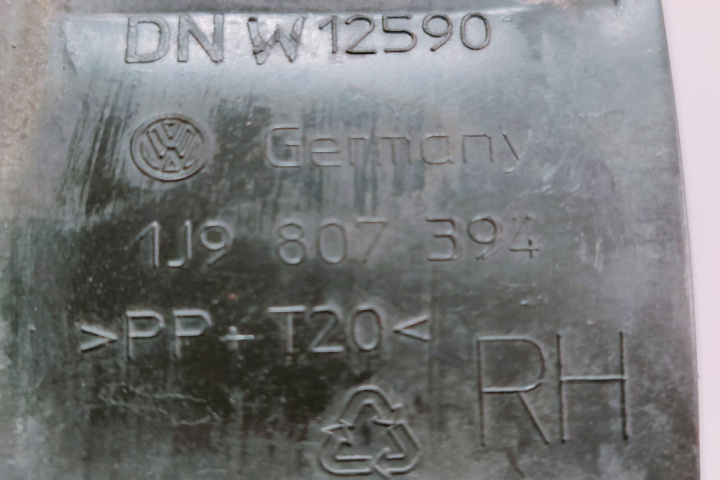 DN W 12590
Germany
1J9 807 394
>PP+T20<
RH